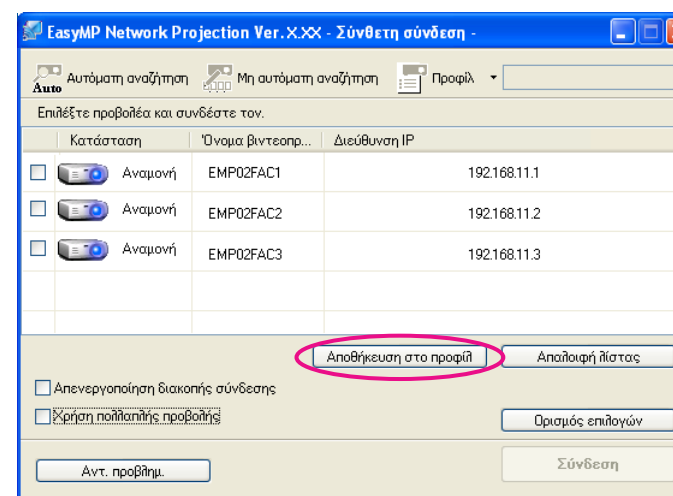 EasyMP Network Projection Ver.X.XX - Σύνθετη σύνδεση -
Auto Αυτόματη αναζήτηση Μη αυτόματη αναζήτηση Προφίλ
Επιλέξτε προβολέα και συνδέστε τον.
Κατάσταση Όνομα βιντεοπρ... Διεύθυνση IP
Αναμονή EMP02FAC1 192.168.11.1
Αναμονή EMP02FAC2 192.168.11.2
Αναμονή EMP02FAC3 192.168.11.3
Αποθήκευση στο προφίλ Απαλοιφή λίστας
Απενεργοποίηση διακοπής σύνδεσης
Χρήση πολλαπλής προβολής
Ορισμός επιλογών
Αντ. προβλημ. Σύνδεση